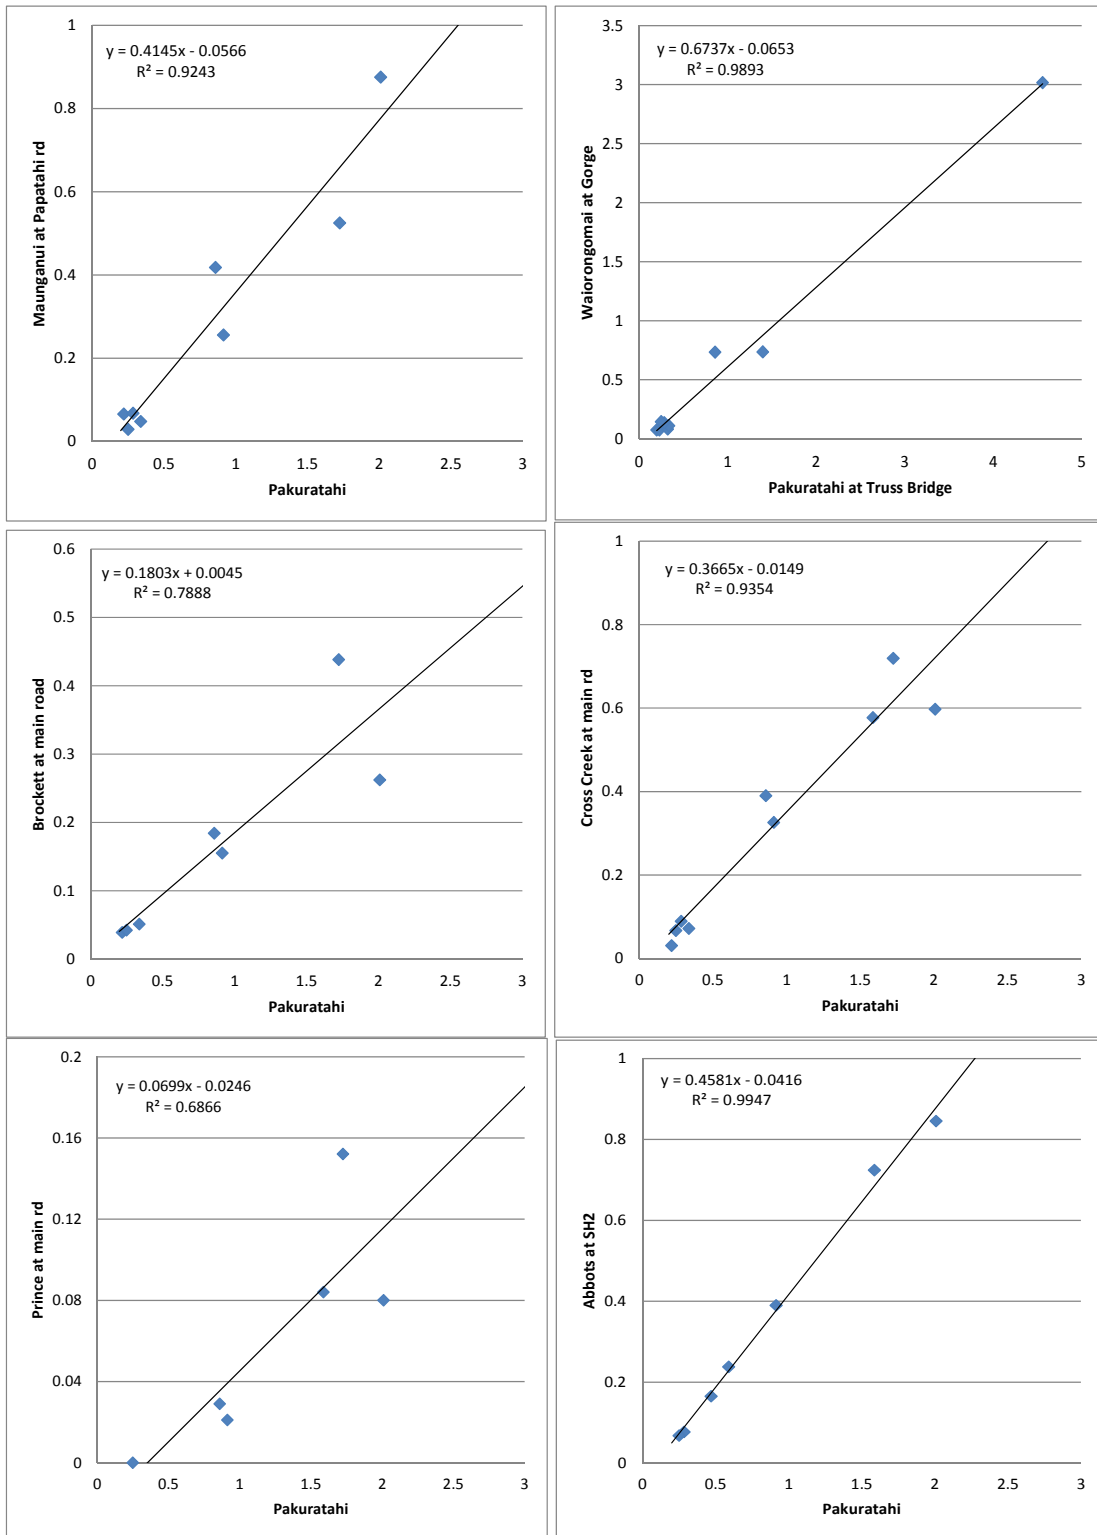 y = 0.4145x - 0.0566
R² = 0.9243
Maunganui at Papatahi rd
1
0.8
0.6
0.4
0.2
0
0 0.5 1 1.5 2 2.5 3
Pakuratahi
y = 0.6737x - 0.0653
R² = 0.9893
Waiorongomai at Gorge
3.5
3
2.5
2
1.5
1
0.5
0
0 1 2 3 4 5
Pakuratahi at Truss Bridge
y = 0.1803x + 0.0045
R² = 0.7888
Brockett at main road
0.6
0.5
0.4
0.3
0.2
0.1
0
0 0.5 1 1.5 2 2.5 3
Pakuratahi
y = 0.3665x - 0.0149
R² = 0.9354
Cross Creek at main rd
1
0.8
0.6
0.4
0.2
0
0 0.5 1 1.5 2 2.5 3
Pakuratahi
y = 0.0699x - 0.0246
R² = 0.6866
Prince at main rd
0.2
0.16
0.12
0.08
0.04
0
0 0.5 1 1.5 2 2.5 3
Pakuratahi
y = 0.4581x - 0.0416
R² = 0.9947
Abbots at SH2
1
0.8
0.6
0.4
0.2
0
0 0.5 1 1.5 2 2.5 3
Pakuratahi